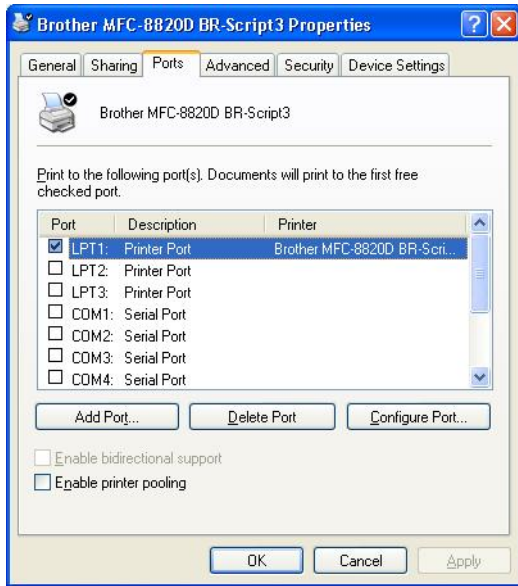 Brother MFC-8820D BR-Script3 Properties
General Sharing Ports Advanced Security Device Settings
Brother MFC-8820D BR-Script3
Print to the following port(s). Documents will print to the first free
checked port.
Port Description Printer
LPT1: Printer Port Brother MFC-8820D BR-Scri...
LPT2: Printer Port
LPT3: Printer Port
COM1: Serial Port
COM2: Serial Port
COM3: Serial Port
COM4: Serial Port
Add Port... Delete Port Configure Port...
Enable bidirectional support
Enable printer pooling
OK Cancel Apply